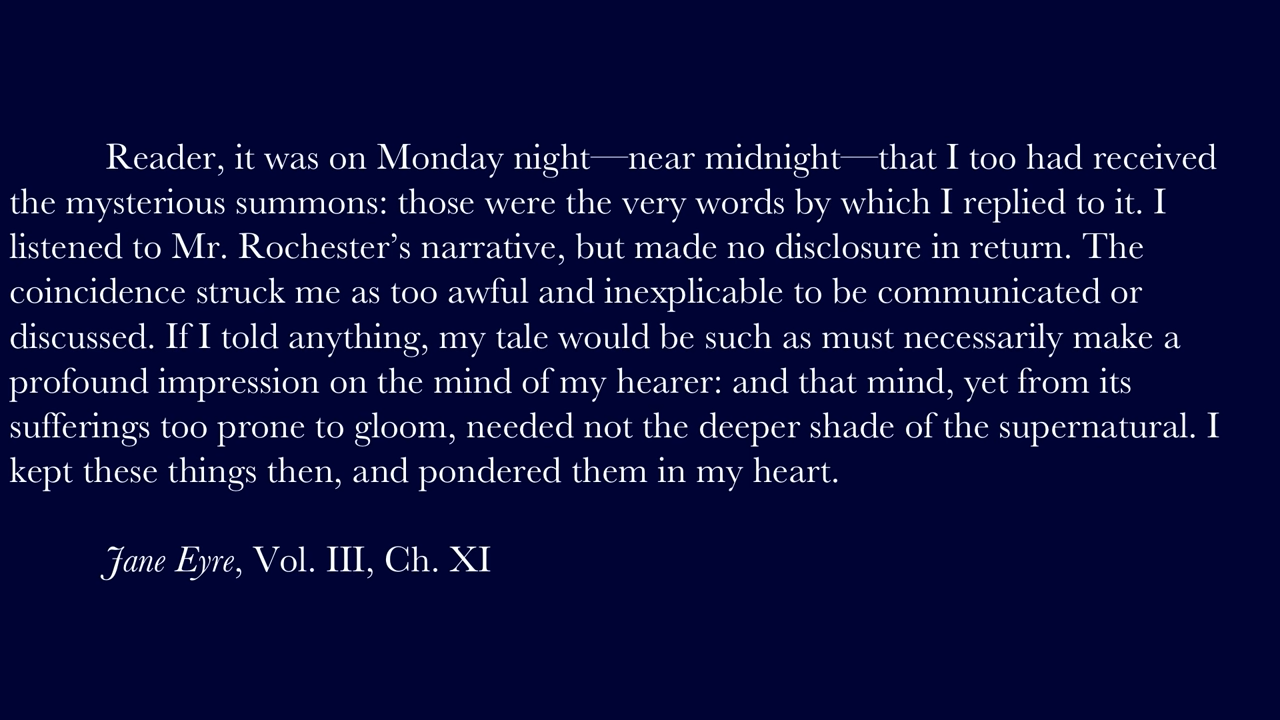 Reader, it was on Monday night—near midnight—that I too had received
the mysterious summons: those were the very words by which I replied to it. I
listened to Mr. Rochester’s narrative, but made no disclosure in return. The
coincidence struck me as too awful and inexplicable to be communicated or
discussed. If I told anything, my tale would be such as must necessarily make a
profound impression on the mind of my hearer: and that mind, yet from its
sufferings too prone to gloom, needed not the deeper shade of the supernatural. I
kept these things then, and pondered them in my heart.
Jane Eyre, Vol. III, Ch. XI